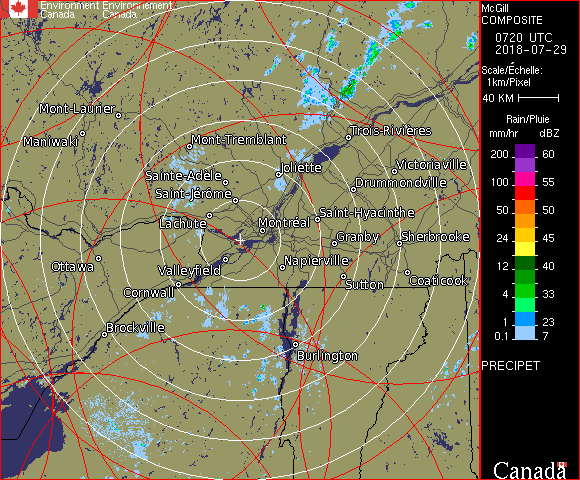 Environment Environnement
Canada Canada
McGill
COMPOSITE
0720 UTC
2018-07-29
Scale/Échelle:
1km/Pixel
40 KM
Rain/Pluie
mm/hr dBZ
200 60
100 55
50 50
24 45
12 40
4 33
1 23
0.1 7
PRECIPET
Canada
Mont-Laurier
Maniwaki
Mont-Tremblant
Trois-Rivières
Sainte-Adèle
Joliette
Victoriaville
Saint-Jérôme
Drummondville
Lachute
Montréal
Saint-Hyacinthe
Granby
Sherbrooke
Ottawa
Valleyfield
Napierville
Cornwall
Sutton
Coaticook
Brockville
Burlington